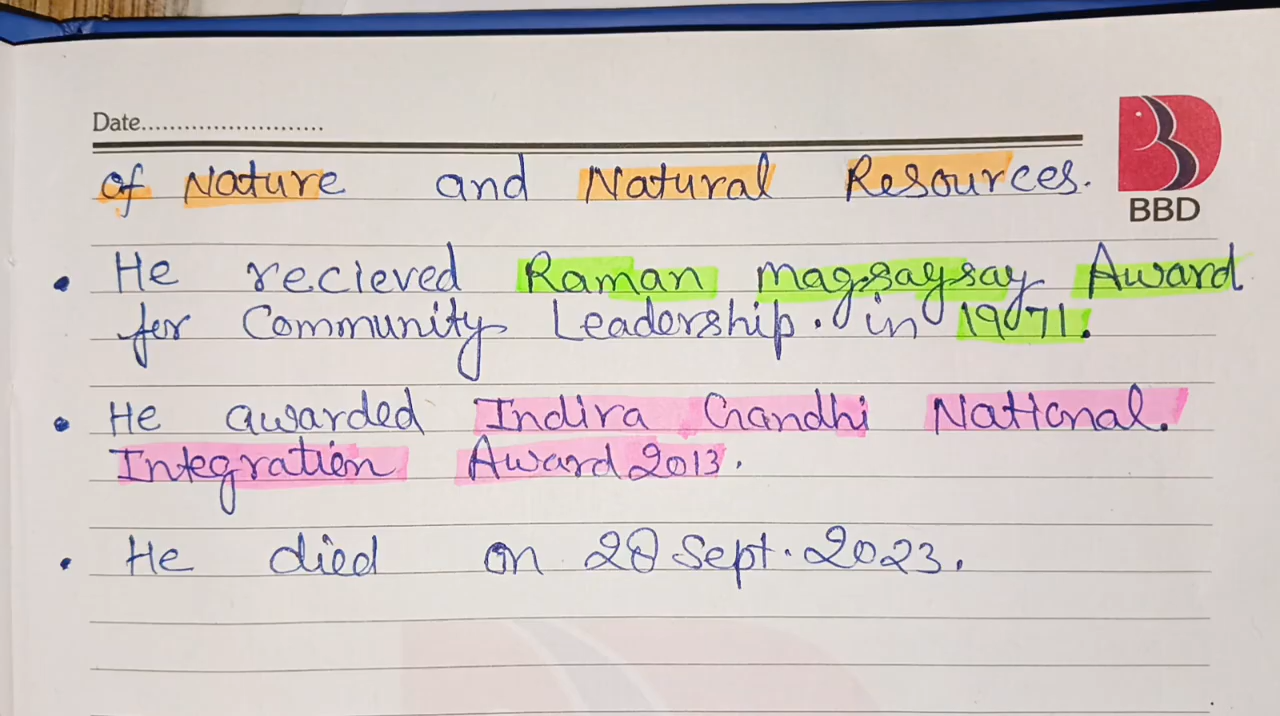 Date..........................
BBD
of Nature and Natural Resources.
• He recieved Raman magsaysay Award
for Community Leadership. in 1971.
• He awarded Indira Gandhi National.
Integration Award 2013.
• He died on 28 Sept. 2023.